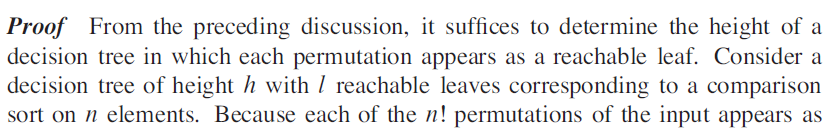 Proof From the preceding discussion, it suffices to determine the height of a
decision tree in which each permutation appears as a reachable leaf. Consider a
decision tree of height h with l reachable leaves corresponding to a comparison
sort on n elements. Because each of the n! permutations of the input appears as